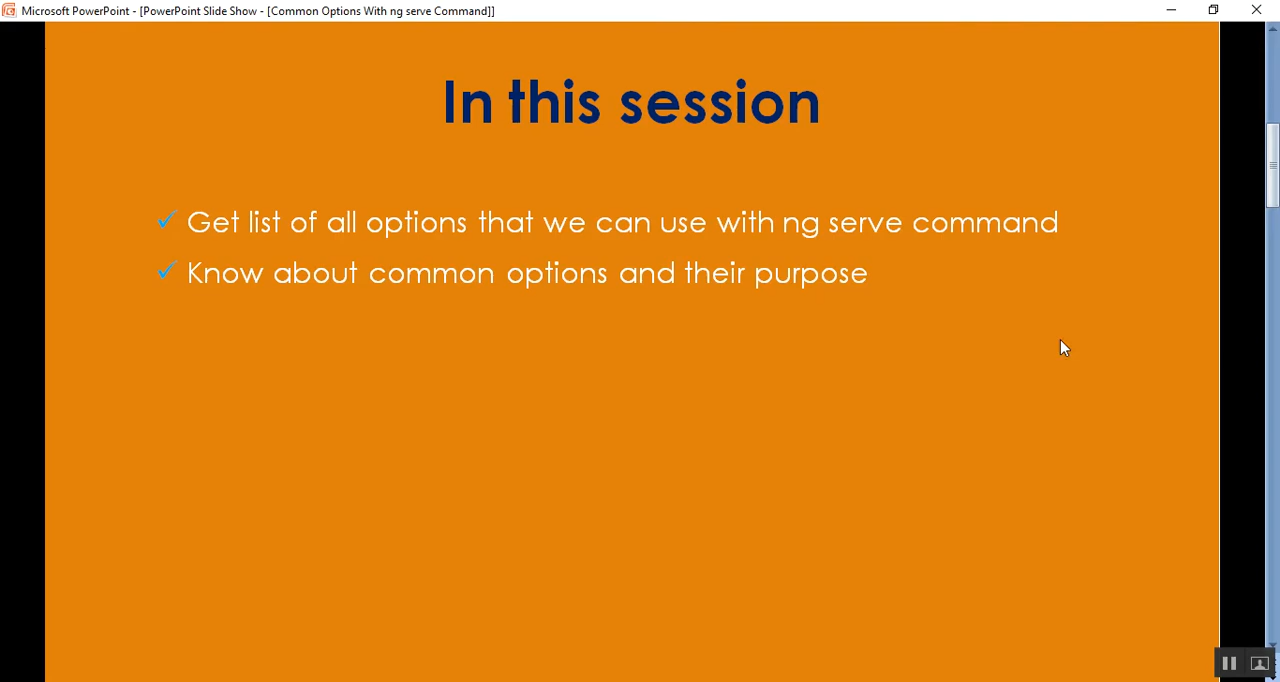 Microsoft PowerPoint - [PowerPoint Slide Show - [Common Options With ng serve Command]]
In this session
Get list of all options that we can use with ng serve command
Know about common options and their purpose